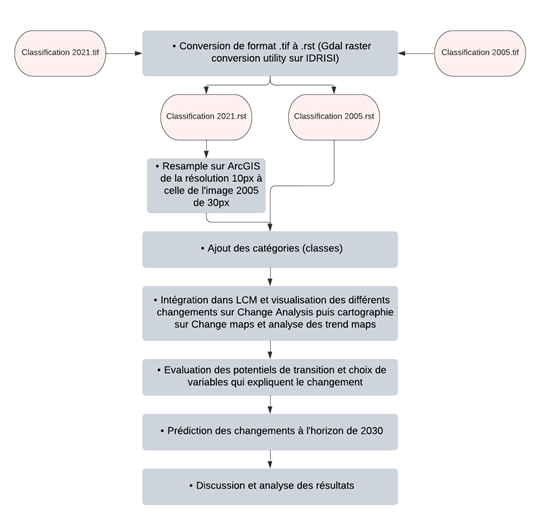 Classification 2021.tif
• Conversion de format .tif à .rst (Gdal raster
conversion utility sur IDRISI)
Classification 2005.tif
Classification 2021.rst
Classification 2005.rst
• Resample sur ArcGIS
de la résolution 10px à
celle de l'image 2005
de 30px
• Ajout des catégories (classes)
• Intégration dans LCM et visualisation des différents
changements sur Change Analysis puis cartographie
sur Change maps et analyse des trend maps
• Evaluation des potentiels de transition et choix de
variables qui expliquent le changement
• Prédiction des changements à l'horizon de 2030
• Discussion et analyse des résultats